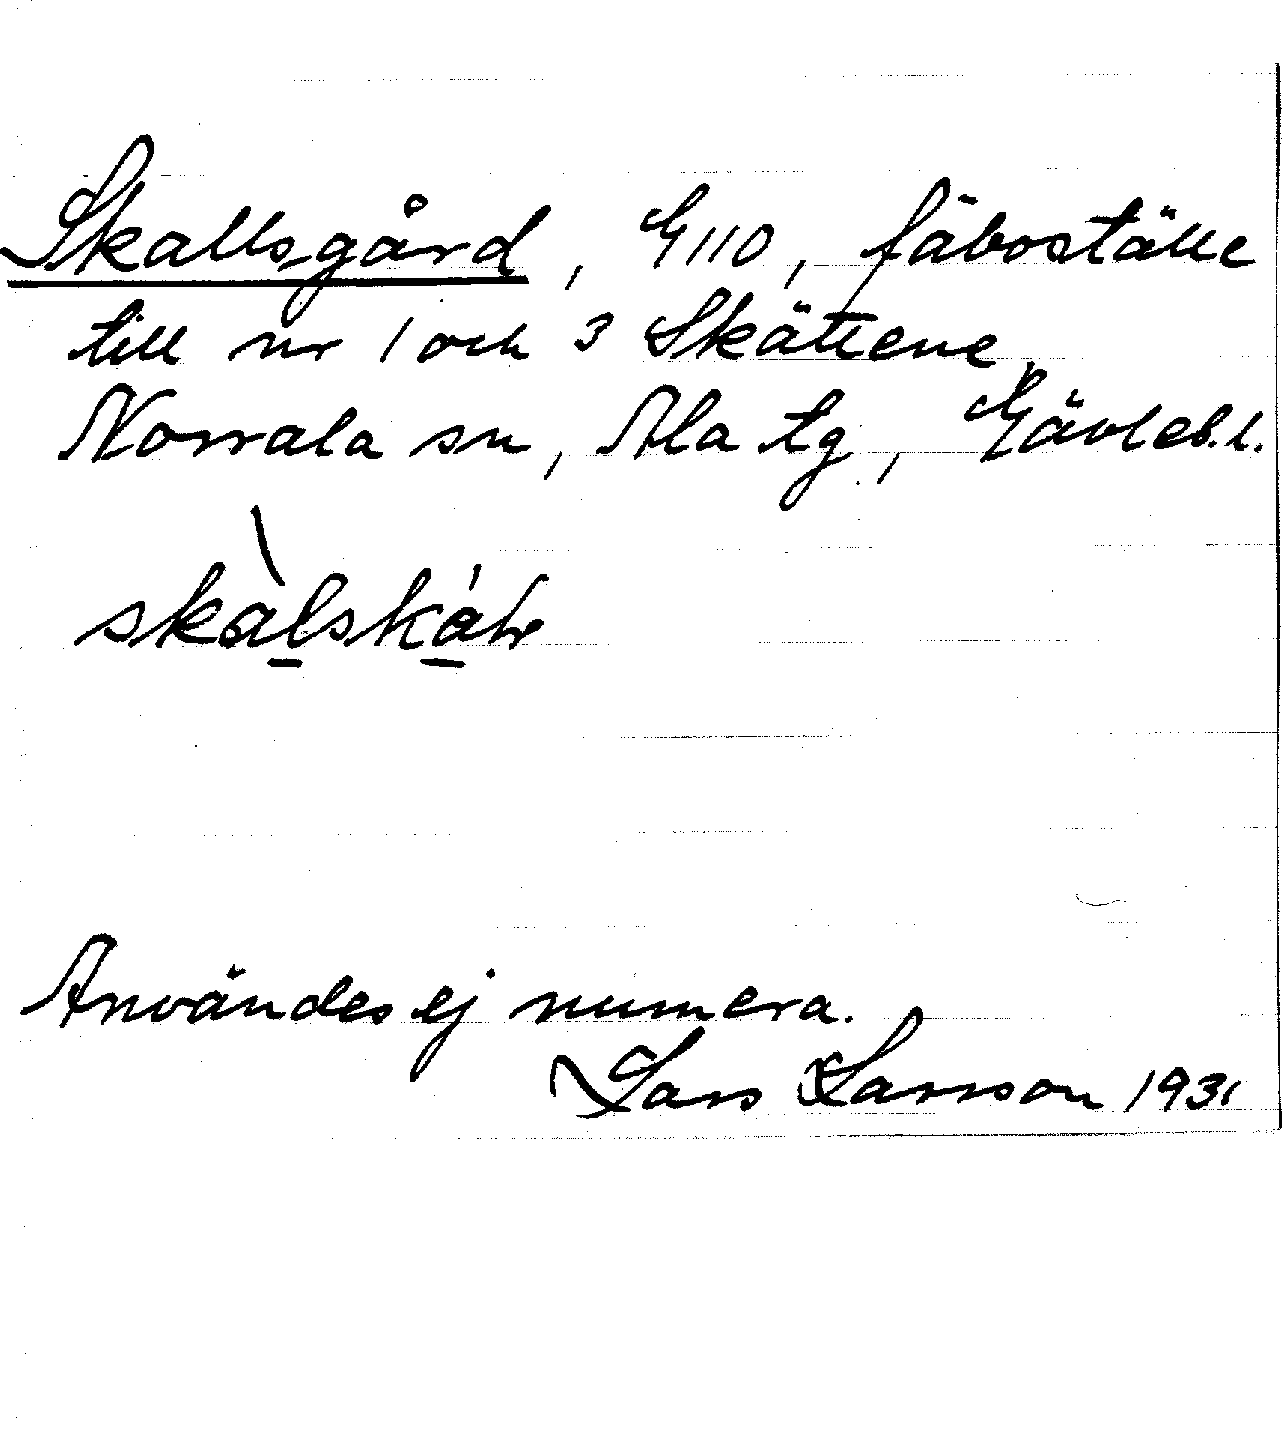 Skallsgård, G110, fäboställe
till nr 1 och 3 Skättene,
Norrala sn, Ala tg, Gävleb.l.
Användes ej numera.
Lars Larsson 1931